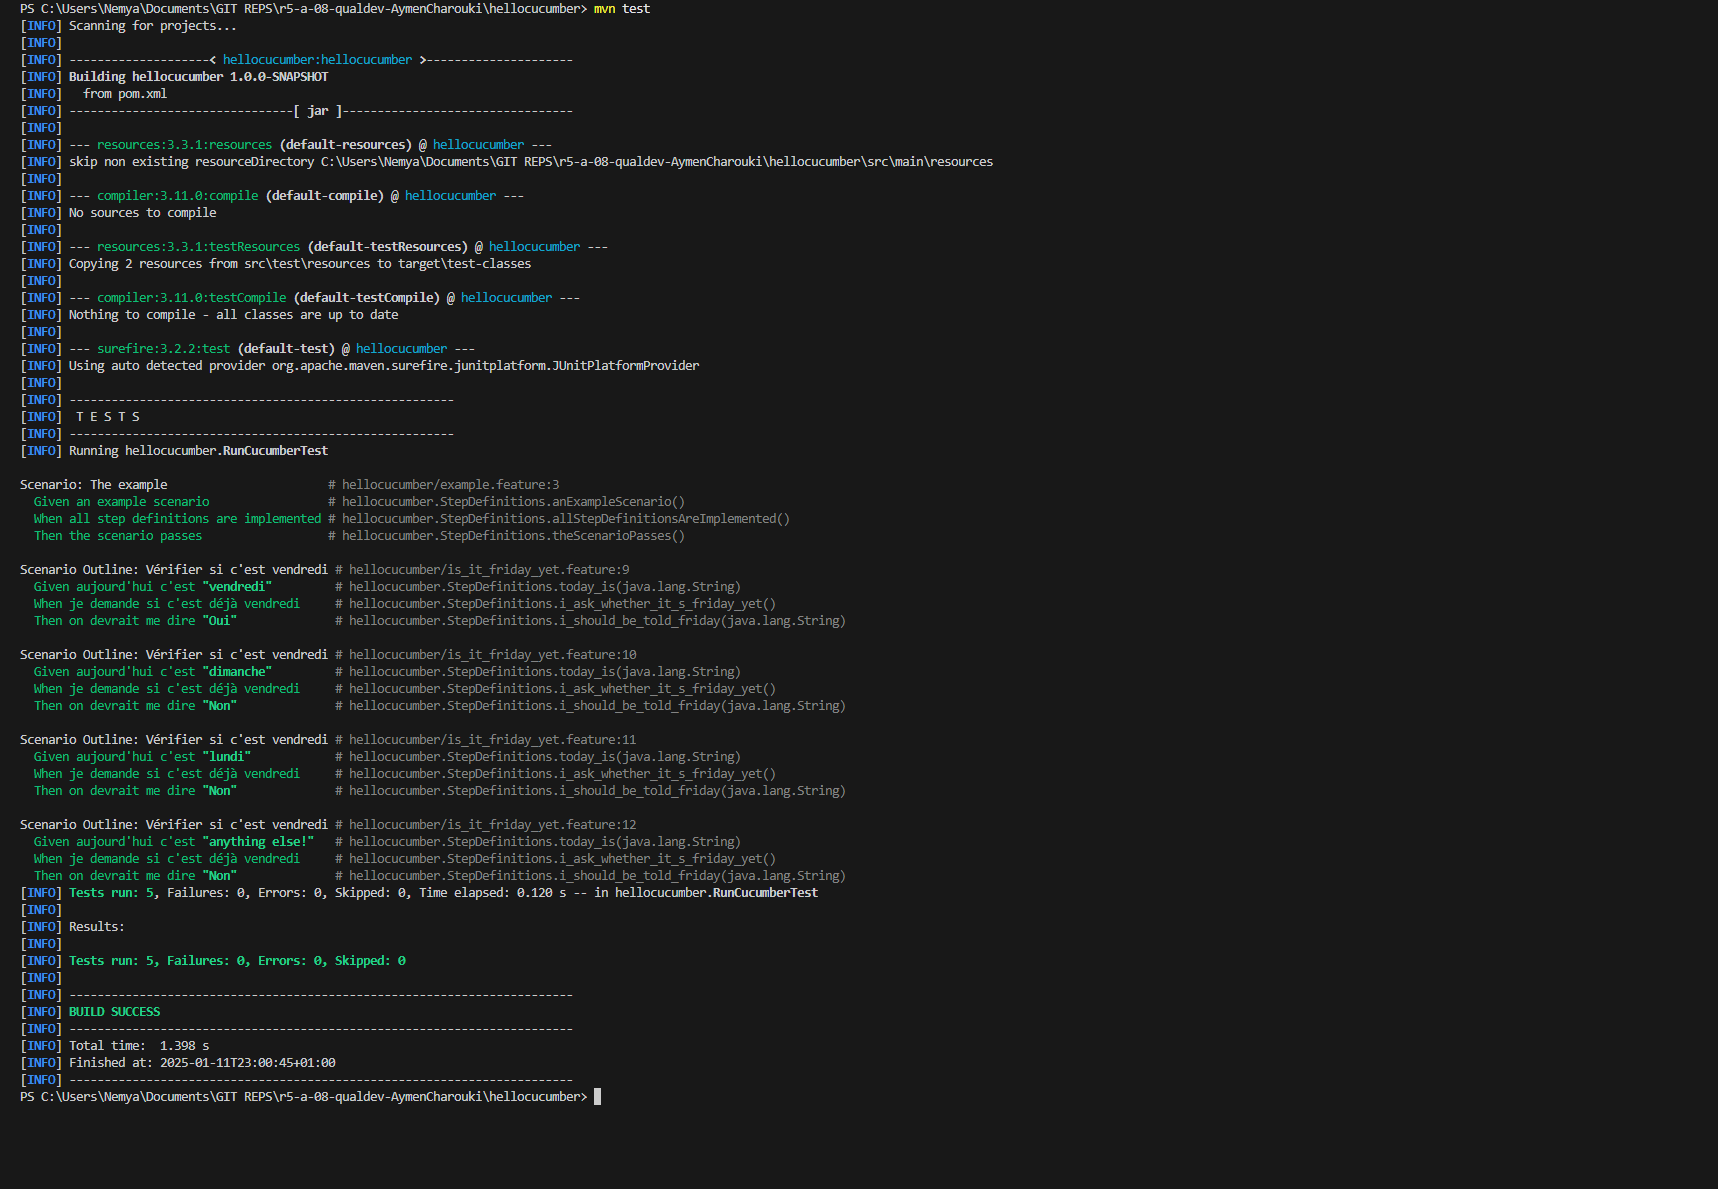 PS C:\Users\Nemya\Documents\GIT REPS\r5-a-08-qualdev-AymenCharouki\hellocucumber> mvn test
[INFO] Scanning for projects...
[INFO]
[INFO] --------------------< hellocucumber:hellocucumber >---------------------
[INFO] Building hellocucumber 1.0.0-SNAPSHOT
[INFO]   from pom.xml
[INFO] --------------------------------[ jar ]---------------------------------
[INFO]
[INFO] --- resources:3.3.1:resources (default-resources) @ hellocucumber ---
[INFO] skip non existing resourceDirectory C:\Users\Nemya\Documents\GIT REPS\r5-a-08-qualdev-AymenCharouki\hellocucumber\src\main\resources
[INFO]
[INFO] --- compiler:3.11.0:compile (default-compile) @ hellocucumber ---
[INFO] No sources to compile
[INFO]
[INFO] --- resources:3.3.1:testResources (default-testResources) @ hellocucumber ---
[INFO] Copying 2 resources from src\test\resources to target\test-classes
[INFO]
[INFO] --- compiler:3.11.0:testCompile (default-testCompile) @ hellocucumber ---
[INFO] Nothing to compile - all classes are up to date
[INFO]
[INFO] --- surefire:3.2.2:test (default-test) @ hellocucumber ---
[INFO] Using auto detected provider org.apache.maven.surefire.junitplatform.JUnitPlatformProvider
[INFO]
[INFO] -------------------------------------------------------
[INFO]  T E S T S
[INFO] -------------------------------------------------------
[INFO] Running hellocucumber.RunCucumberTest
Scenario: The example                       # hellocucumber/example.feature:3
  Given an example scenario                 # hellocucumber.StepDefinitions.anExampleScenario()
  When all step definitions are implemented # hellocucumber.StepDefinitions.allStepDefinitionsAreImplemented()
  Then the scenario passes                  # hellocucumber.StepDefinitions.theScenarioPasses()
Scenario Outline: Vérifier si c'est vendredi # hellocucumber/is_it_friday_yet.feature:9
  Given aujourd'hui c'est "vendredi"         # hellocucumber.StepDefinitions.today_is(java.lang.String)
  When je demande si c'est déjà vendredi     # hellocucumber.StepDefinitions.i_ask_whether_it_s_friday_yet()
  Then on devrait me dire "Oui"              # hellocucumber.StepDefinitions.i_should_be_told_friday(java.lang.String)
Scenario Outline: Vérifier si c'est vendredi # hellocucumber/is_it_friday_yet.feature:10
  Given aujourd'hui c'est "dimanche"         # hellocucumber.StepDefinitions.today_is(java.lang.String)
  When je demande si c'est déjà vendredi     # hellocucumber.StepDefinitions.i_ask_whether_it_s_friday_yet()
  Then on devrait me dire "Non"              # hellocucumber.StepDefinitions.i_should_be_told_friday(java.lang.String)
Scenario Outline: Vérifier si c'est vendredi # hellocucumber/is_it_friday_yet.feature:11
  Given aujourd'hui c'est "lundi"            # hellocucumber.StepDefinitions.today_is(java.lang.String)
  When je demande si c'est déjà vendredi     # hellocucumber.StepDefinitions.i_ask_whether_it_s_friday_yet()
  Then on devrait me dire "Non"              # hellocucumber.StepDefinitions.i_should_be_told_friday(java.lang.String)
Scenario Outline: Vérifier si c'est vendredi # hellocucumber/is_it_friday_yet.feature:12
  Given aujourd'hui c'est "anything else!"   # hellocucumber.StepDefinitions.today_is(java.lang.String)
  When je demande si c'est déjà vendredi     # hellocucumber.StepDefinitions.i_ask_whether_it_s_friday_yet()
  Then on devrait me dire "Non"              # hellocucumber.StepDefinitions.i_should_be_told_friday(java.lang.String)
[INFO] Tests run: 5, Failures: 0, Errors: 0, Skipped: 0, Time elapsed: 0.120 s -- in hellocucumber.RunCucumberTest
[INFO]
[INFO] Results:
[INFO]
[INFO] Tests run: 5, Failures: 0, Errors: 0, Skipped: 0
[INFO]
[INFO] ------------------------------------------------------------------------
[INFO] BUILD SUCCESS
[INFO] ------------------------------------------------------------------------
[INFO] Total time:  1.398 s
[INFO] Finished at: 2025-01-11T23:00:45+01:00
[INFO] ------------------------------------------------------------------------
PS C:\Users\Nemya\Documents\GIT REPS\r5-a-08-qualdev-AymenCharouki\hellocucumber>